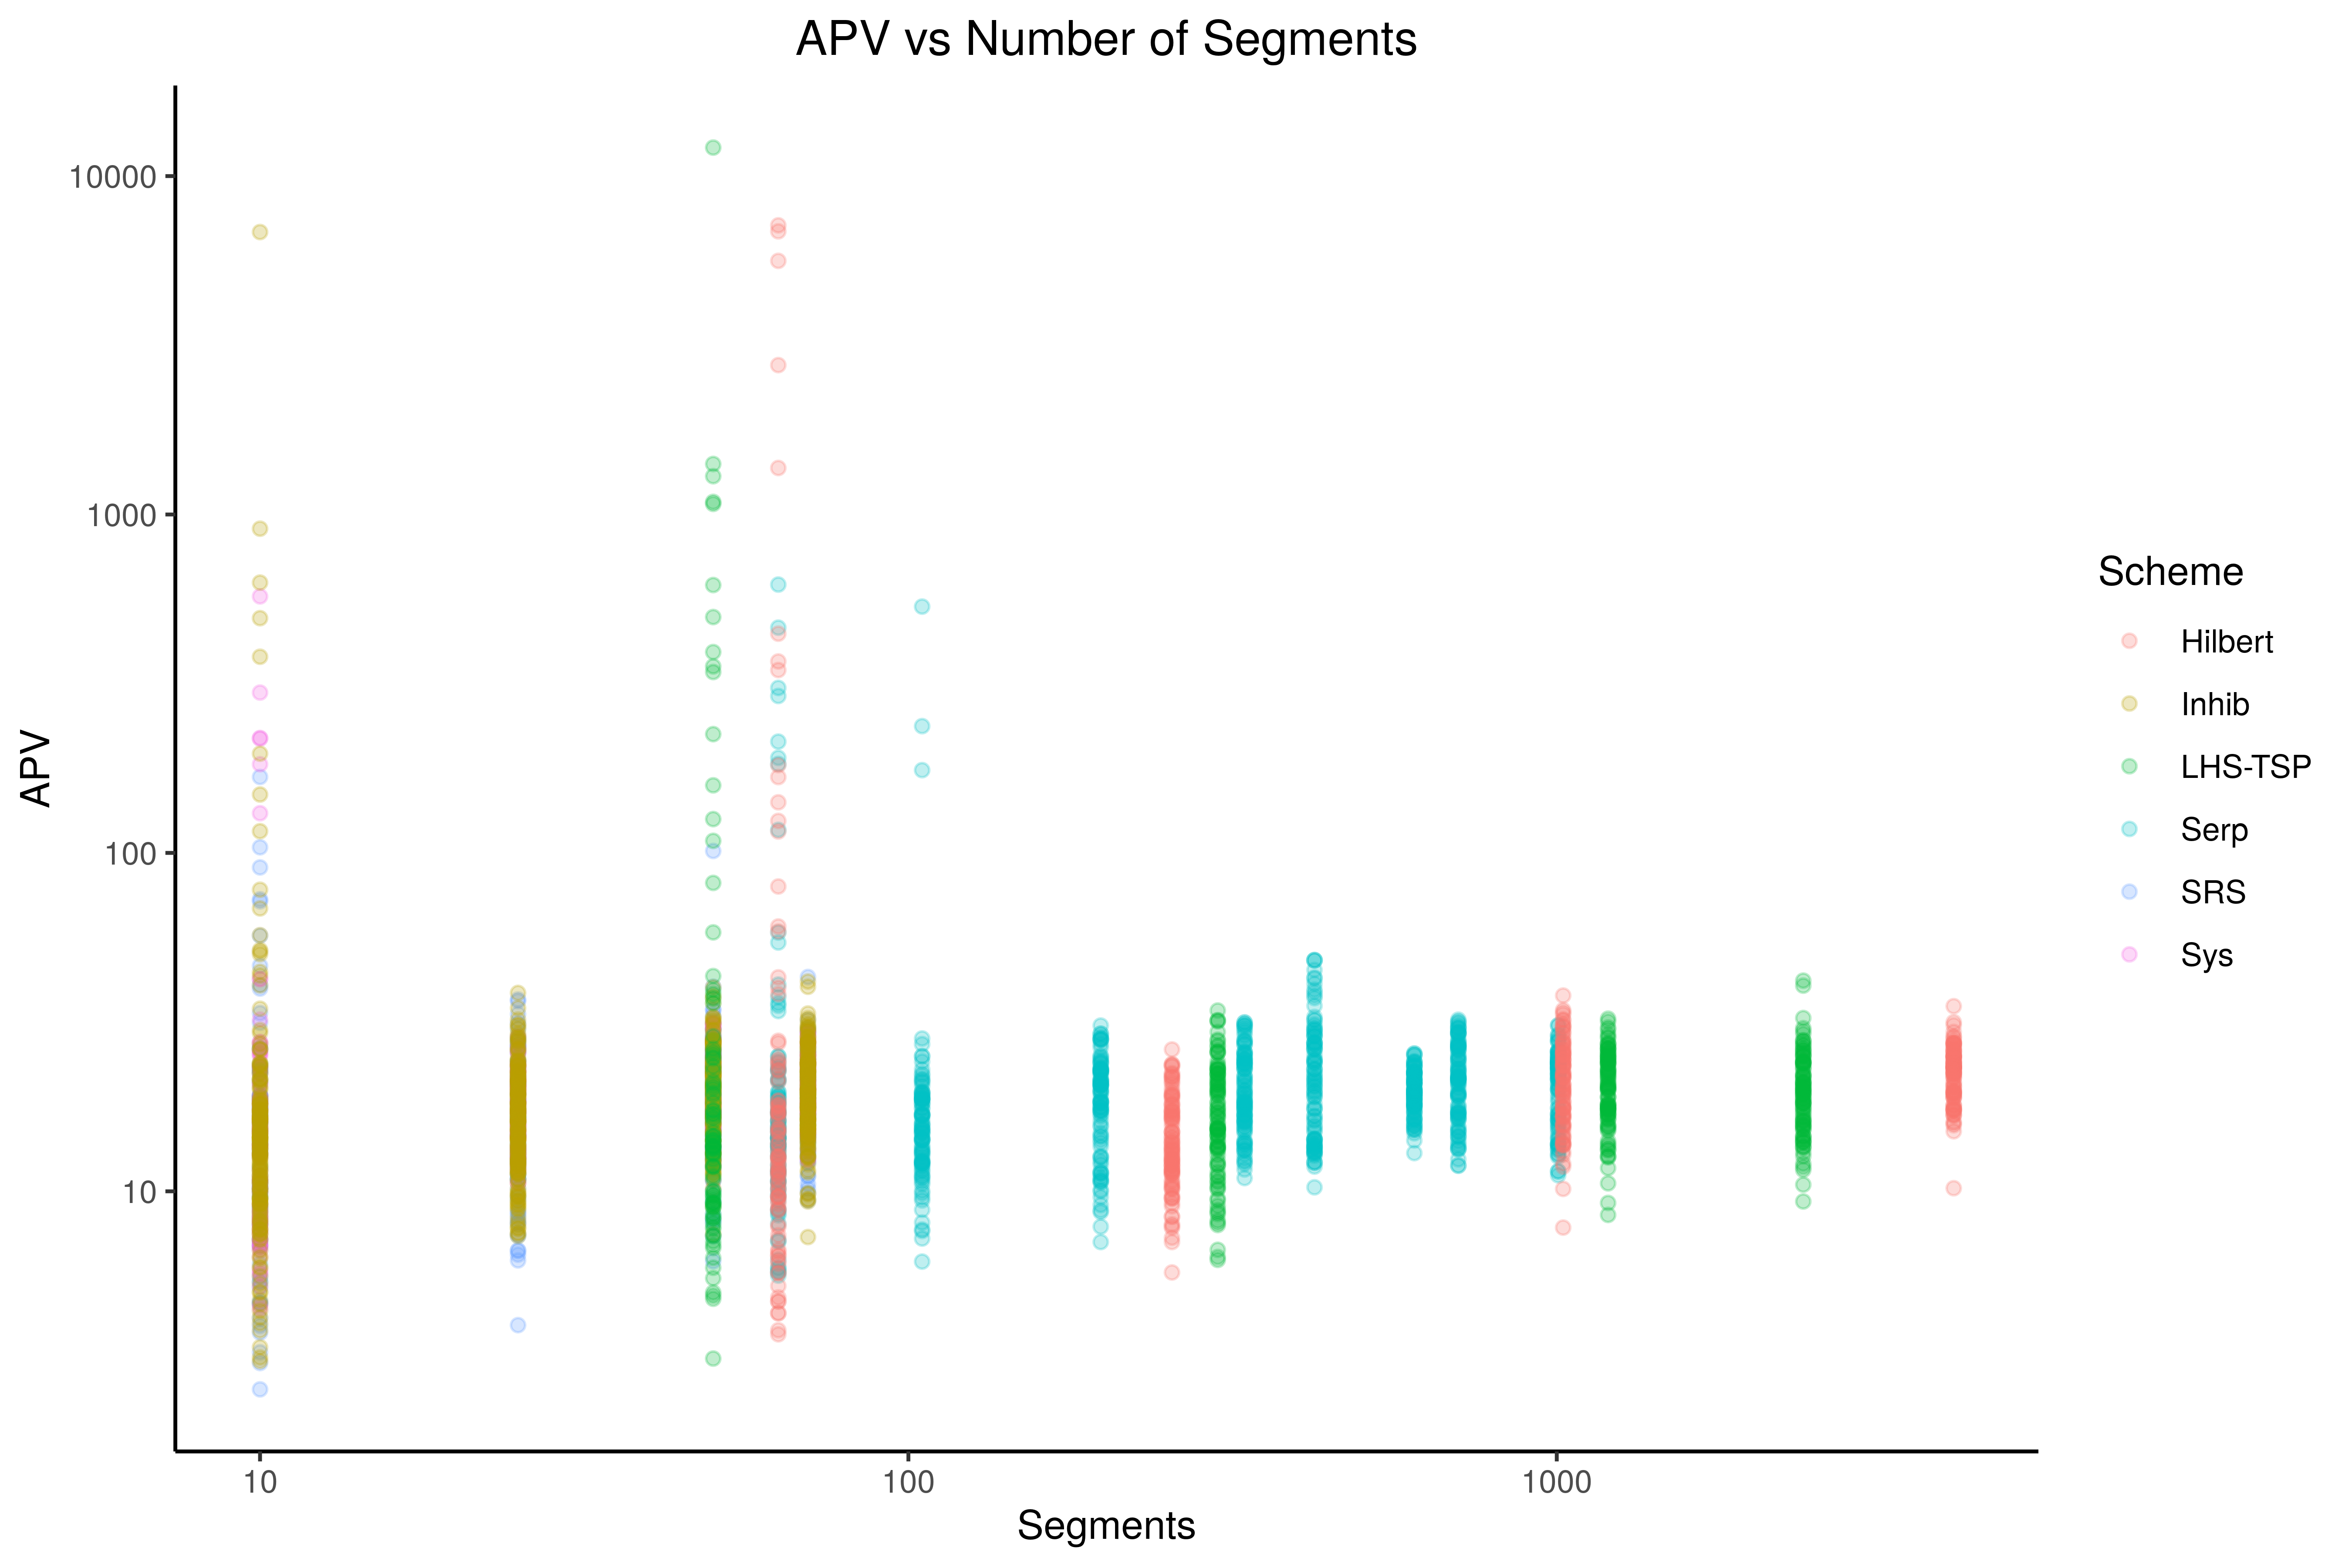 APV vs Number of Segments
10000
1000
100
10
APV
10
100
1000
Segments
Scheme
Hilbert
Inhib
LHS-TSP
Serp
SRS
Sys